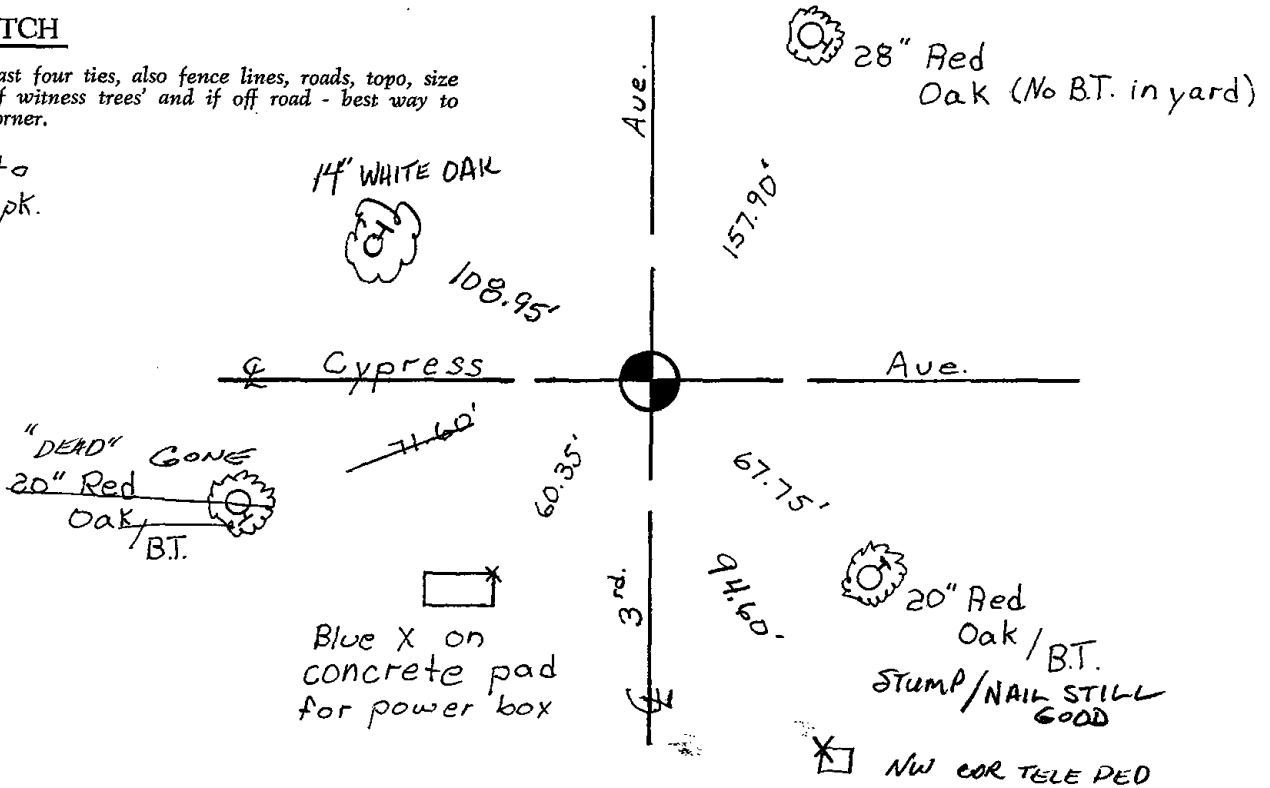 TCH
ast four ties, also fence lines, roads, topo, size
f witness trees' and if off road - best way to
orner.
to
pk.
28" Red
Oak (No B.T. in yard)
Ave.
14" WHITE OAK
157.90'
108.95'
℄ Cypress Ave.
71.60'
"DEAD" GONE
20" Red
Oak/
B.T.
60.35'
67.75'
3rd.
94.60'
℄
20" Red
Oak/
B.T.
STUMP/NAIL STILL
GOOD
X
Blue X on
concrete pad
for power box
X
NW COR TELE PED